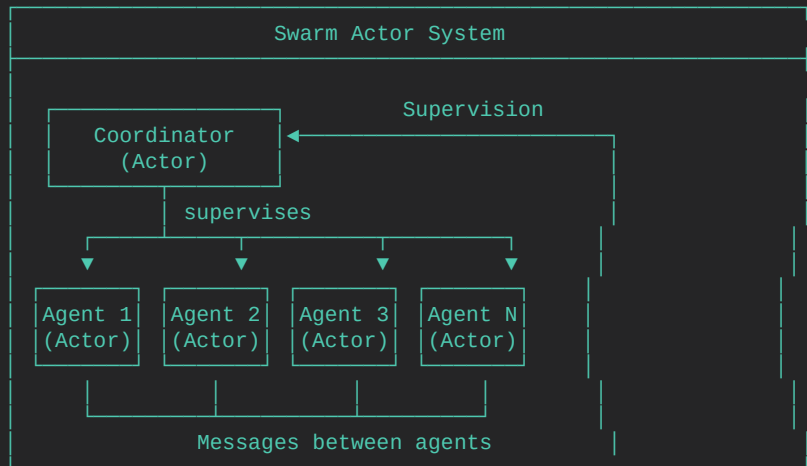 Swarm Actor System
Supervision
Coordinator
(Actor)
supervises
Agent 1 Agent 2 Agent 3 Agent N
(Actor) (Actor) (Actor) (Actor)
Messages between agents